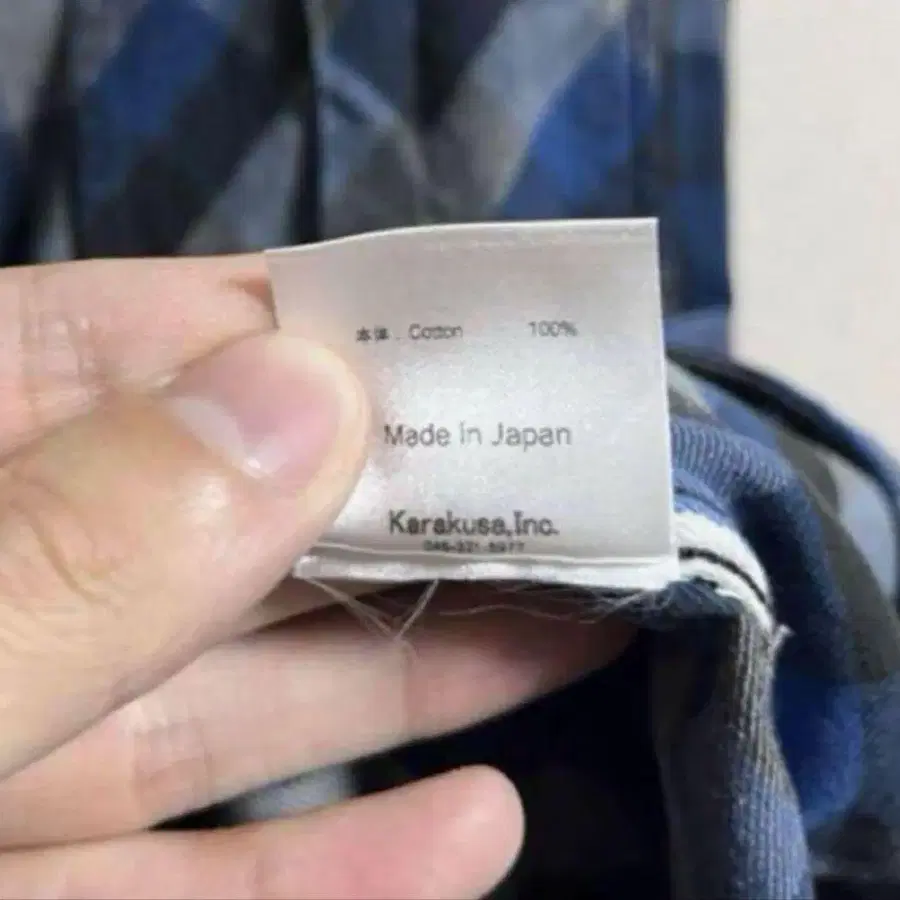 本体 . Cotton 100%
Made in Japan
Karakusa,Inc.